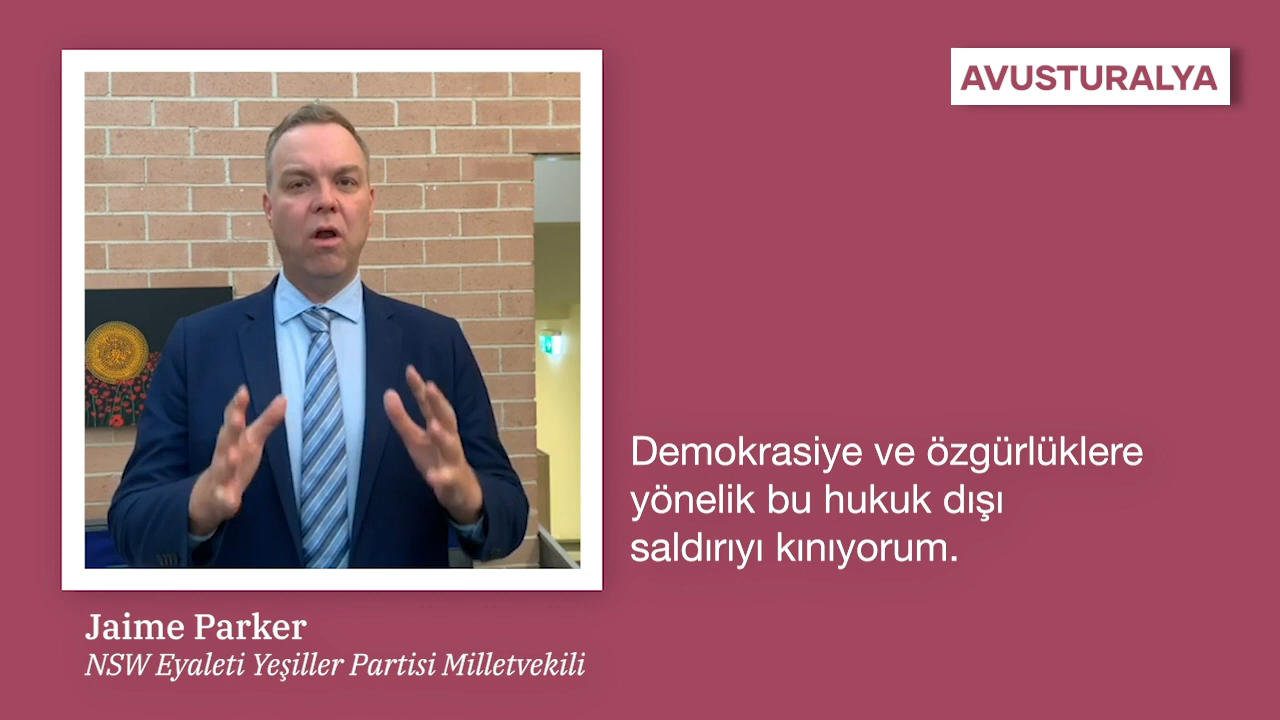 AVUSTURALYA
Demokrasiye ve özgürlüklere
yönelik bu hukuk dışı
saldırıyı kınıyorum.
Jaime Parker
NSW Eyaleti Yeşiller Partisi Milletvekili